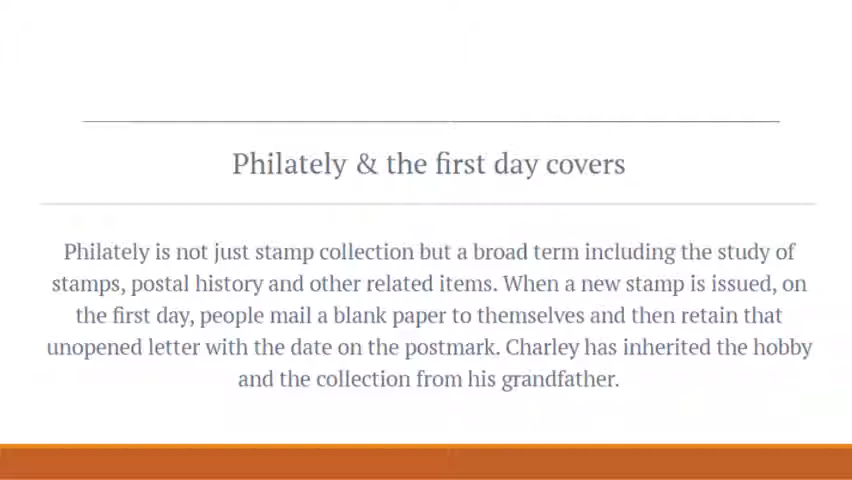 Philately & the first day covers
Philately is not just stamp collection but a broad term including the study of
stamps, postal history and other related items. When a new stamp is issued, on
the first day, people mail a blank paper to themselves and then retain that
unopened letter with the date on the postmark. Charley has inherited the hobby
and the collection from his grandfather.